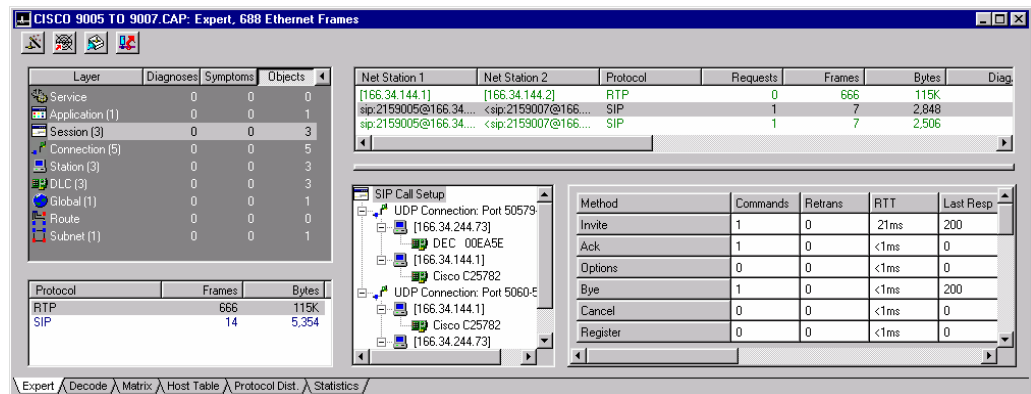 CISCO 9005 TO 9007.CAP: Expert, 688 Ethernet Frames
Layer Diagnoses Symptoms Objects
Service 0 0 0
Application (1) 0 0 1
Session (3) 0 0 3
Connection (5) 0 0 5
Station (3) 0 0 3
DLC (3) 0 0 3
Global (1) 0 0 1
Route 0 0 0
Subnet (1) 0 0 1
Protocol Frames Bytes
RTP 666 115K
SIP 14 5,354
Net Station 1 Net Station 2 Protocol Requests Frames Bytes Diag.
[166.34.144.1] [166.34.144.2] RTP 0 666 115K
sip:2159005@166.34.... <sip:2159007@166.... SIP 1 7 2,848
sip:2159005@166.34.... <sip:2159007@166.... SIP 1 7 2,506
SIP Call Setup
UDP Connection: Port 50579-
[166.34.244.73]
DEC 00EA5E
[166.34.144.1]
Cisco C25782
UDP Connection: Port 5060-5
[166.34.144.1]
Cisco C25782
[166.34.244.73]
Method Commands Retrans RTT Last Resp
Invite 1 0 21ms 200
Ack 1 0 <1ms 0
Options 0 0 <1ms 0
Bye 1 0 <1ms 200
Cancel 0 0 <1ms 0
Register 0 0 <1ms 0
Expert Decode Matrix Host Table Protocol Dist. Statistics